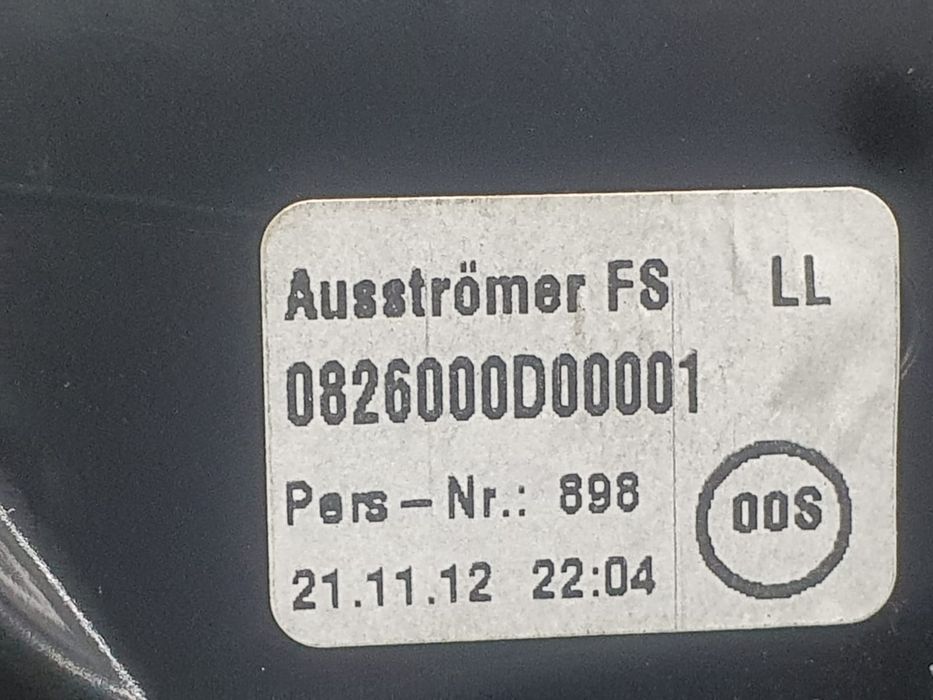 Ausströmer FS LL
0826000D00001
Pers-Nr.: 898
00S
21.11.12 22:04